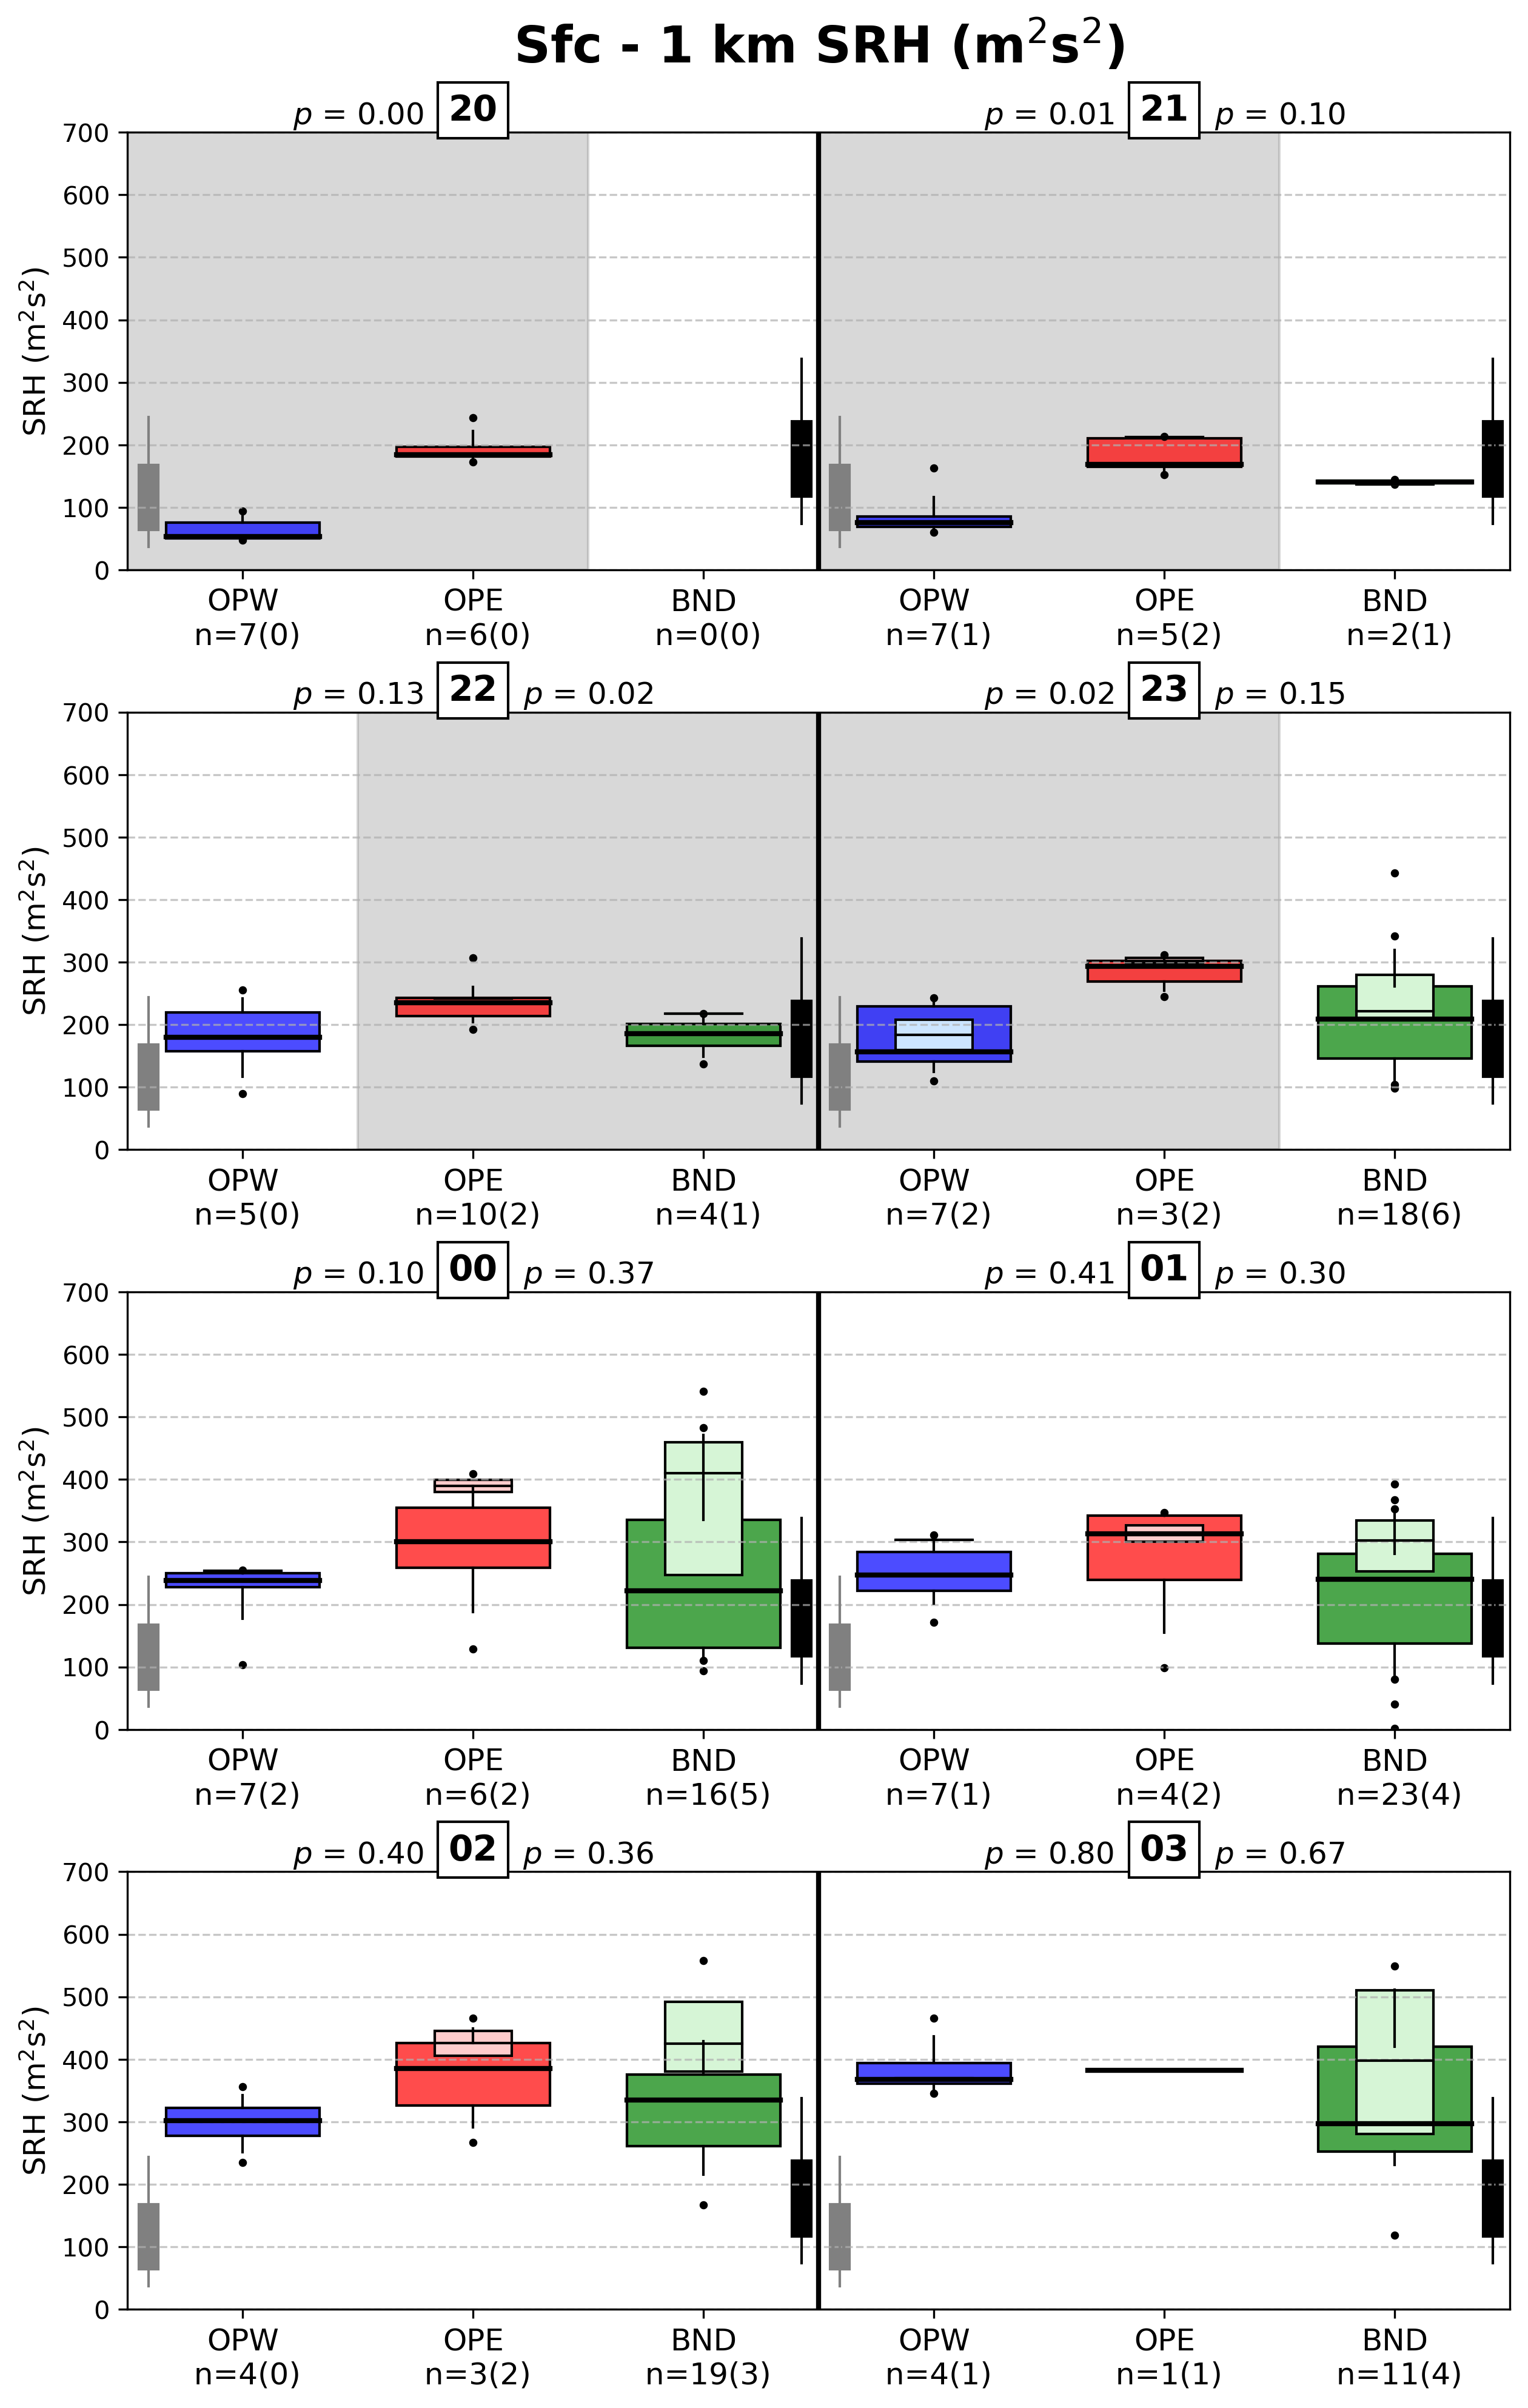 Sfc - 1 km SRH (m²s²)
p = 0.00 20
p = 0.01 21 p = 0.10
SRH (m²s²)
700
600
500
400
300
200
100
0
OPW OPE BND OPW OPE BND
n=7(0) n=6(0) n=0(0) n=7(1) n=5(2) n=2(1)
p = 0.13 22 p = 0.02
p = 0.02 23 p = 0.15
SRH (m²s²)
700
600
500
400
300
200
100
0
OPW OPE BND OPW OPE BND
n=5(0) n=10(2) n=4(1) n=7(2) n=3(2) n=18(6)
p = 0.10 00 p = 0.37
p = 0.41 01 p = 0.30
SRH (m²s²)
700
600
500
400
300
200
100
0
OPW OPE BND OPW OPE BND
n=7(2) n=6(2) n=16(5) n=7(1) n=4(2) n=23(4)
p = 0.40 02 p = 0.36
p = 0.80 03 p = 0.67
SRH (m²s²)
700
600
500
400
300
200
100
0
OPW OPE BND OPW OPE BND
n=4(0) n=3(2) n=19(3) n=4(1) n=1(1) n=11(4)